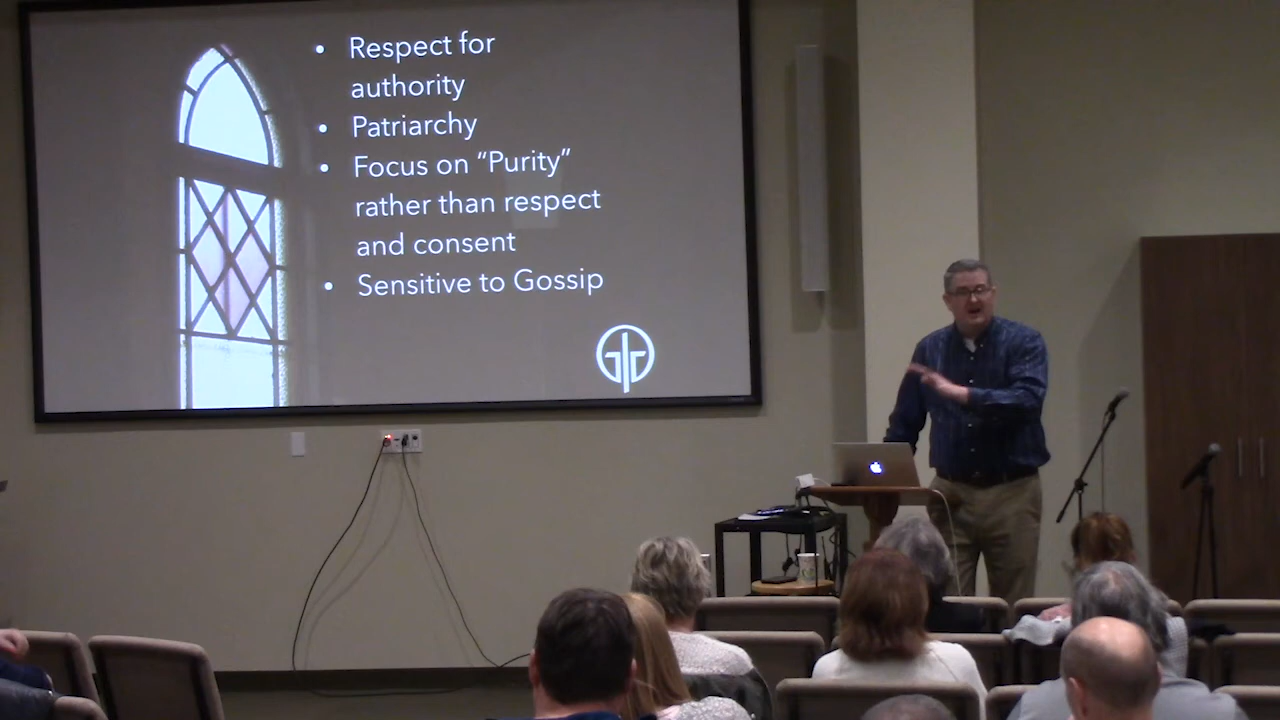 • Respect for
authority
• Patriarchy
• Focus on “Purity”
rather than respect
and consent
• Sensitive to Gossip